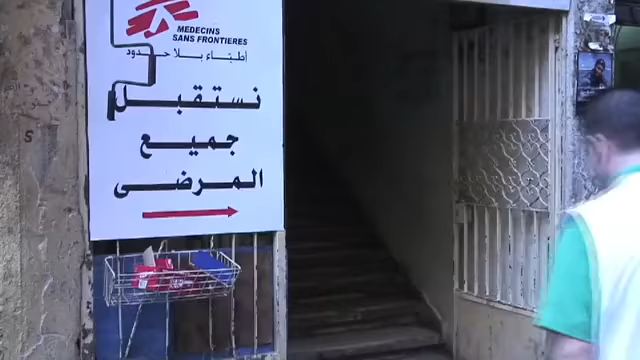 MEDECINS
SANS FRONTIERES
أطباء بلا حدود
نستقبل
جميع
المرضى
S